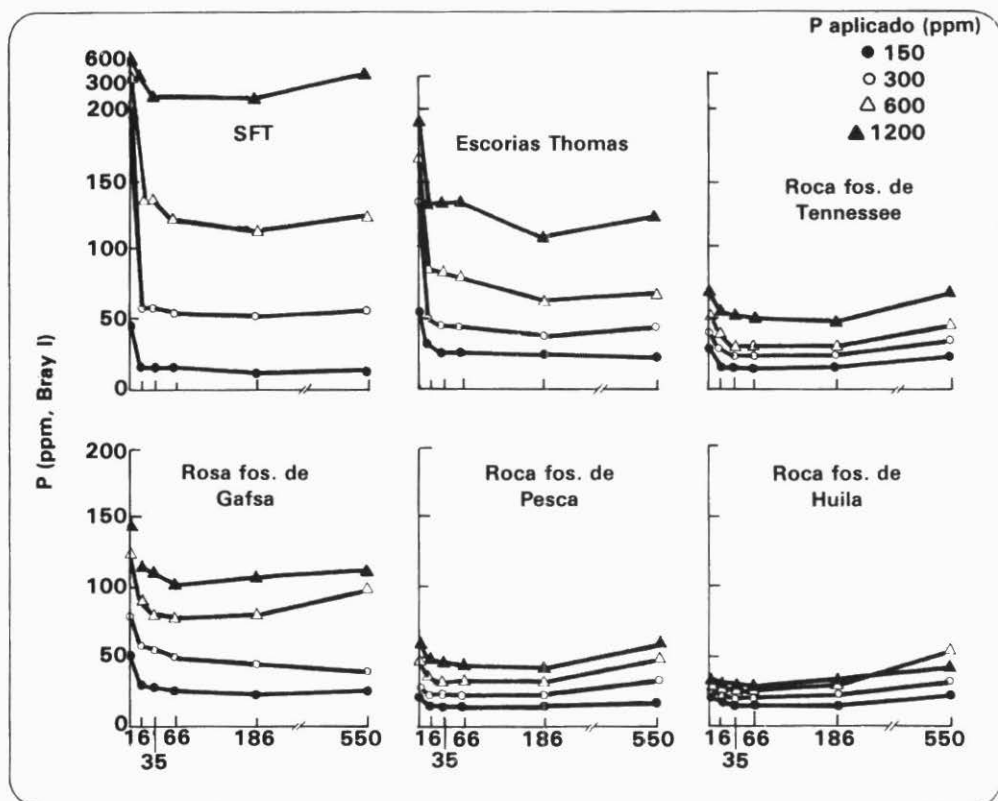 P aplicado (ppm)
150
300
600
1200
600
300
200
150
100
50
0
SFT
Escorias Thomas
Roca fos. de
Tennessee
P (ppm, Bray I)
200
150
100
50
0
Rosa fos. de
Gafsa
Roca fos. de
Pesca
Roca fos. de
Huila
1 16 66 186 550
35
16 66 186 550
35
16 66 186 550
35